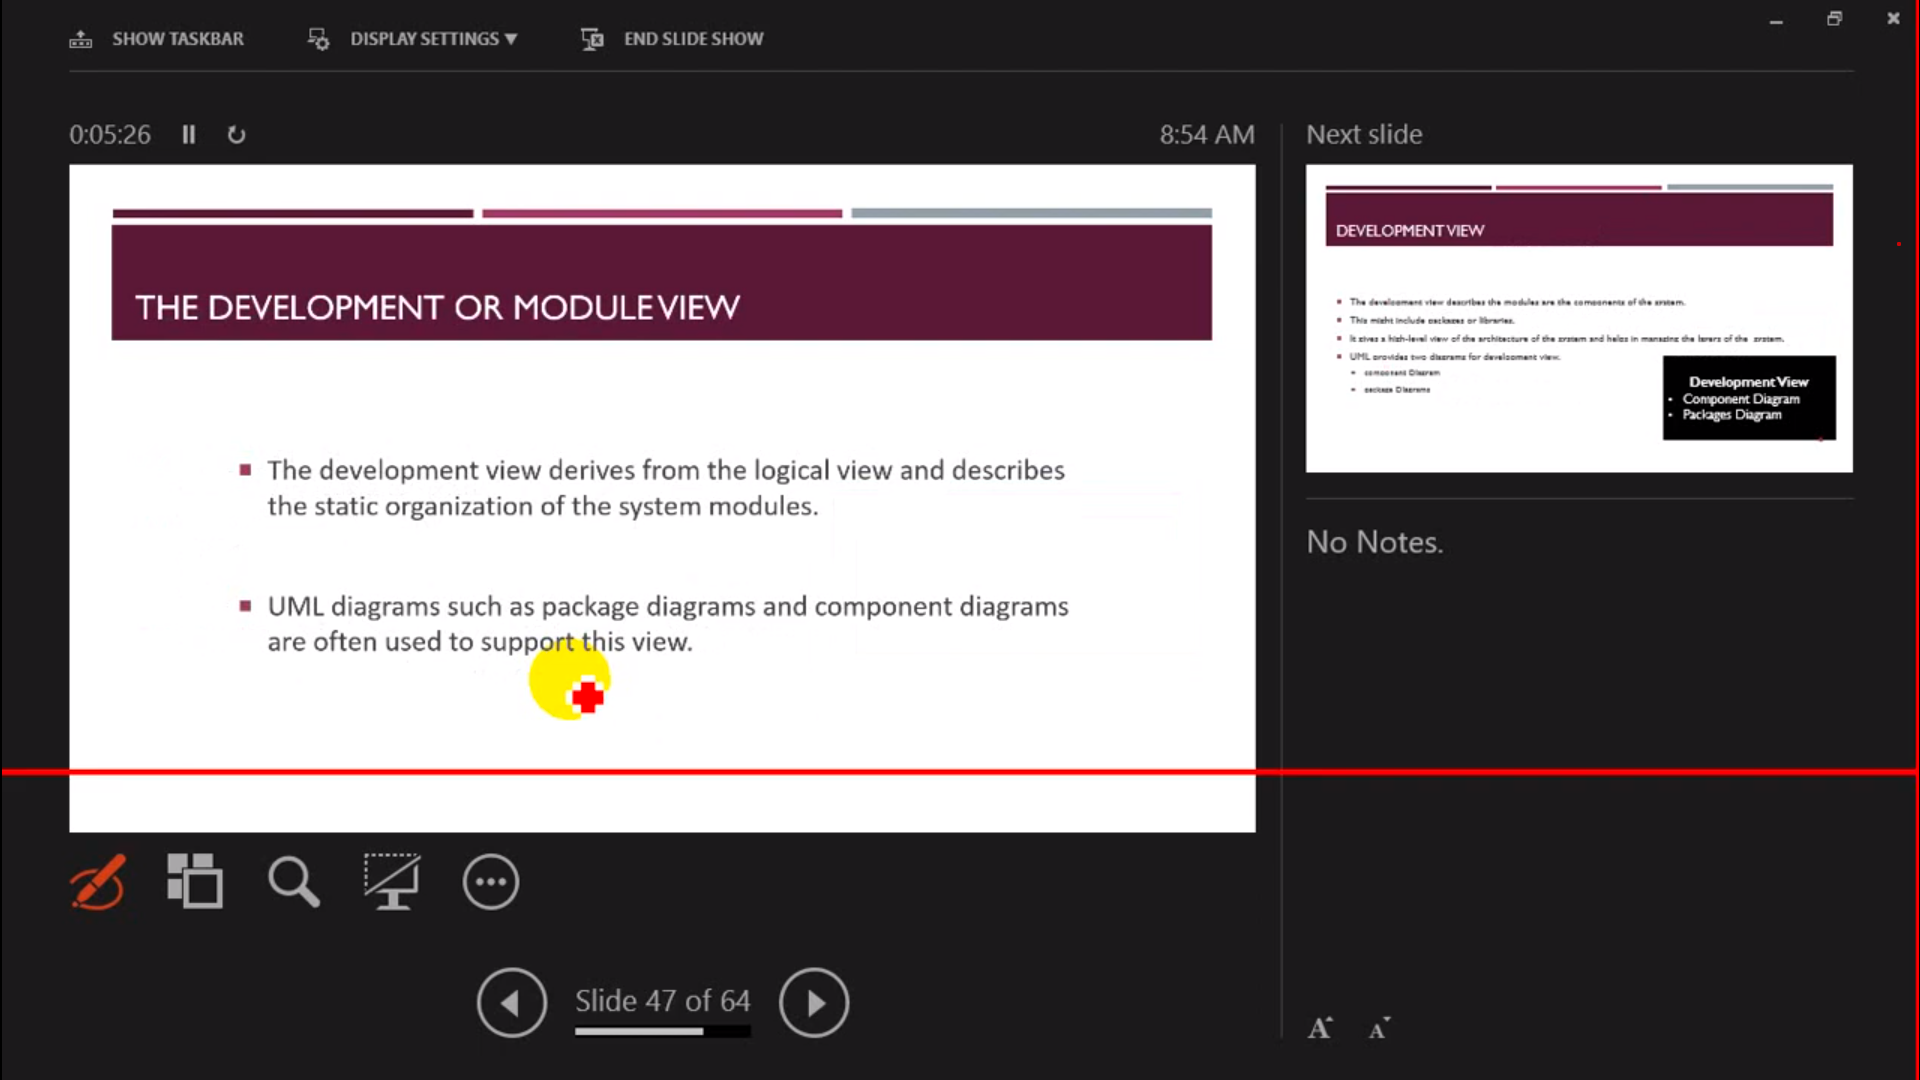 SHOW TASKBAR
DISPLAY SETTINGS
END SLIDE SHOW
0:05:26
8:54 AM
Next slide
THE DEVELOPMENT OR MODULE VIEW
The development view derives from the logical view and describes
the static organization of the system modules.
UML diagrams such as package diagrams and component diagrams
are often used to support this view.
DEVELOPMENT VIEW
The development view describes the modules are the components of the system.
This might include packages or libraries.
It gives a high-level view of the architecture of the system and helps in managing the layers of the system.
UML provides two diagrams for development view.
component Diagram
package Diagrams
Development View
• Component Diagram
• Packages Diagram
No Notes.
Slide 47 of 64
A A